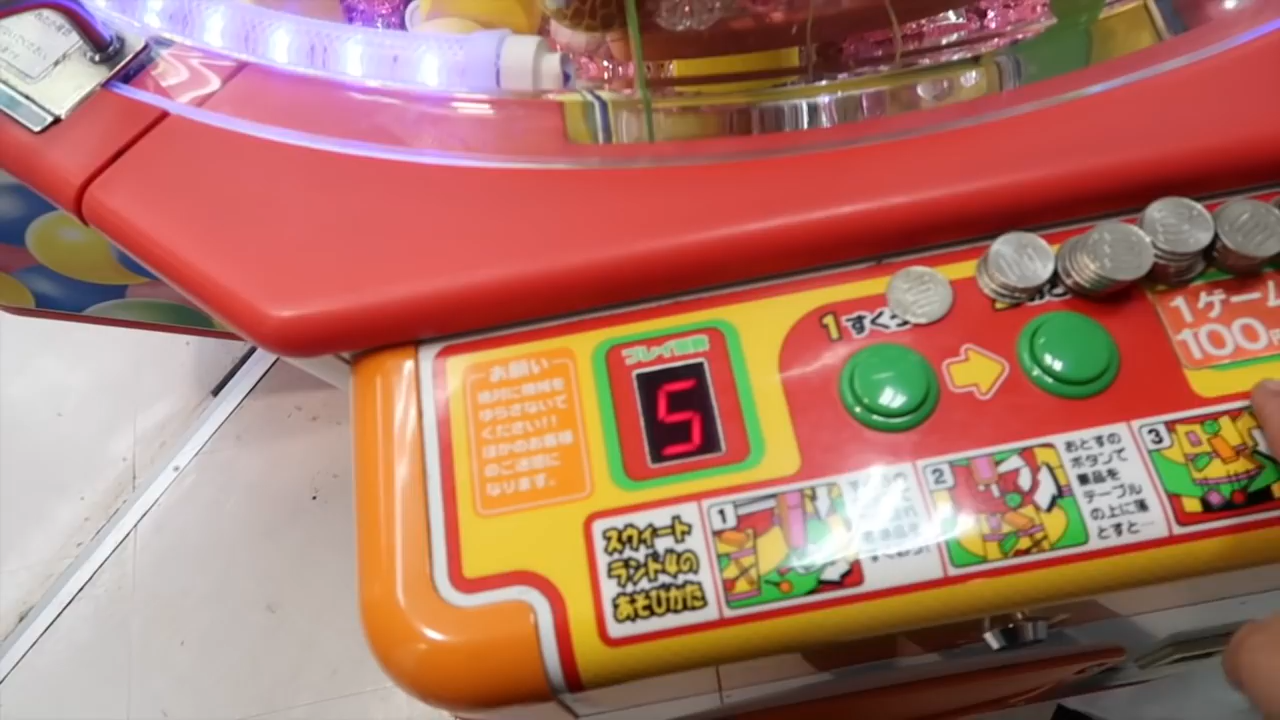 1 すくう
1ゲーム
100
プレイ回数
5
お願い
絶対に機械を
ゆらさないで
ください!!
ほかのお客様
のご迷惑に
なります。
スウィート
ランド4の
あそびかた
1
2
おとすの
ボタンで
景品を
テーブル
の上に落
とすと…
3